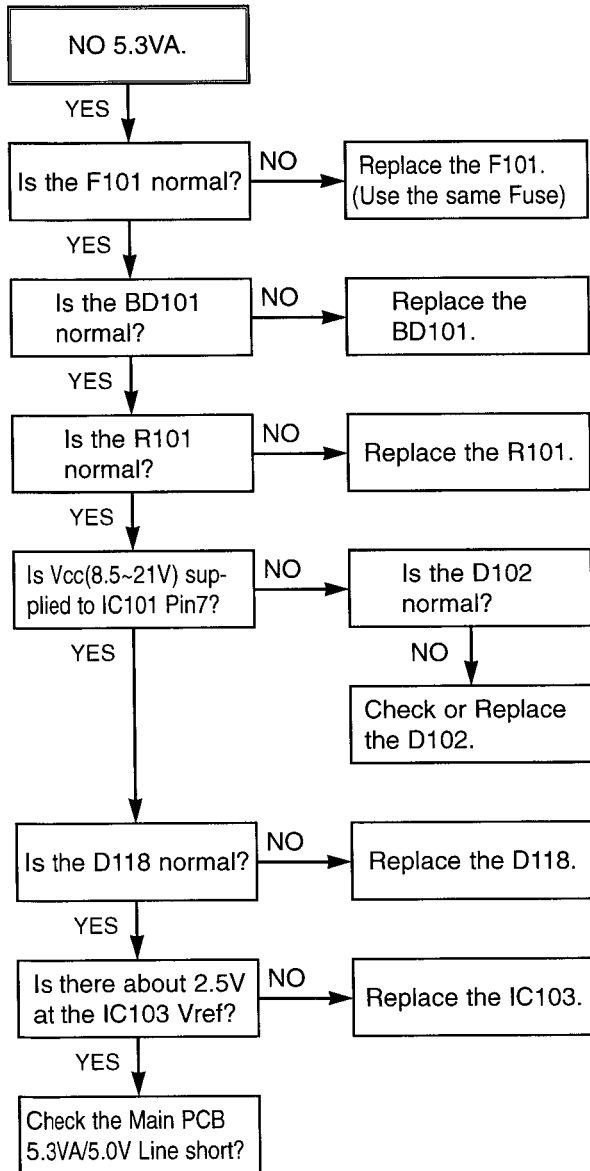 NO 5.3VA.
YES
Is the F101 normal?
NO
Replace the F101.
(Use the same Fuse)
YES
Is the BD101
normal?
NO
Replace the
BD101.
YES
Is the R101
normal?
NO
Replace the R101.
YES
Is Vcc(8.5~21V) sup-
plied to IC101 Pin7?
NO
Is the D102
normal?
YES
NO
Check or Replace
the D102.
Is the D118 normal?
NO
Replace the D118.
YES
Is there about 2.5V
at the IC103 Vref?
NO
Replace the IC103.
YES
Check the Main PCB
5.3VA/5.0V Line short?